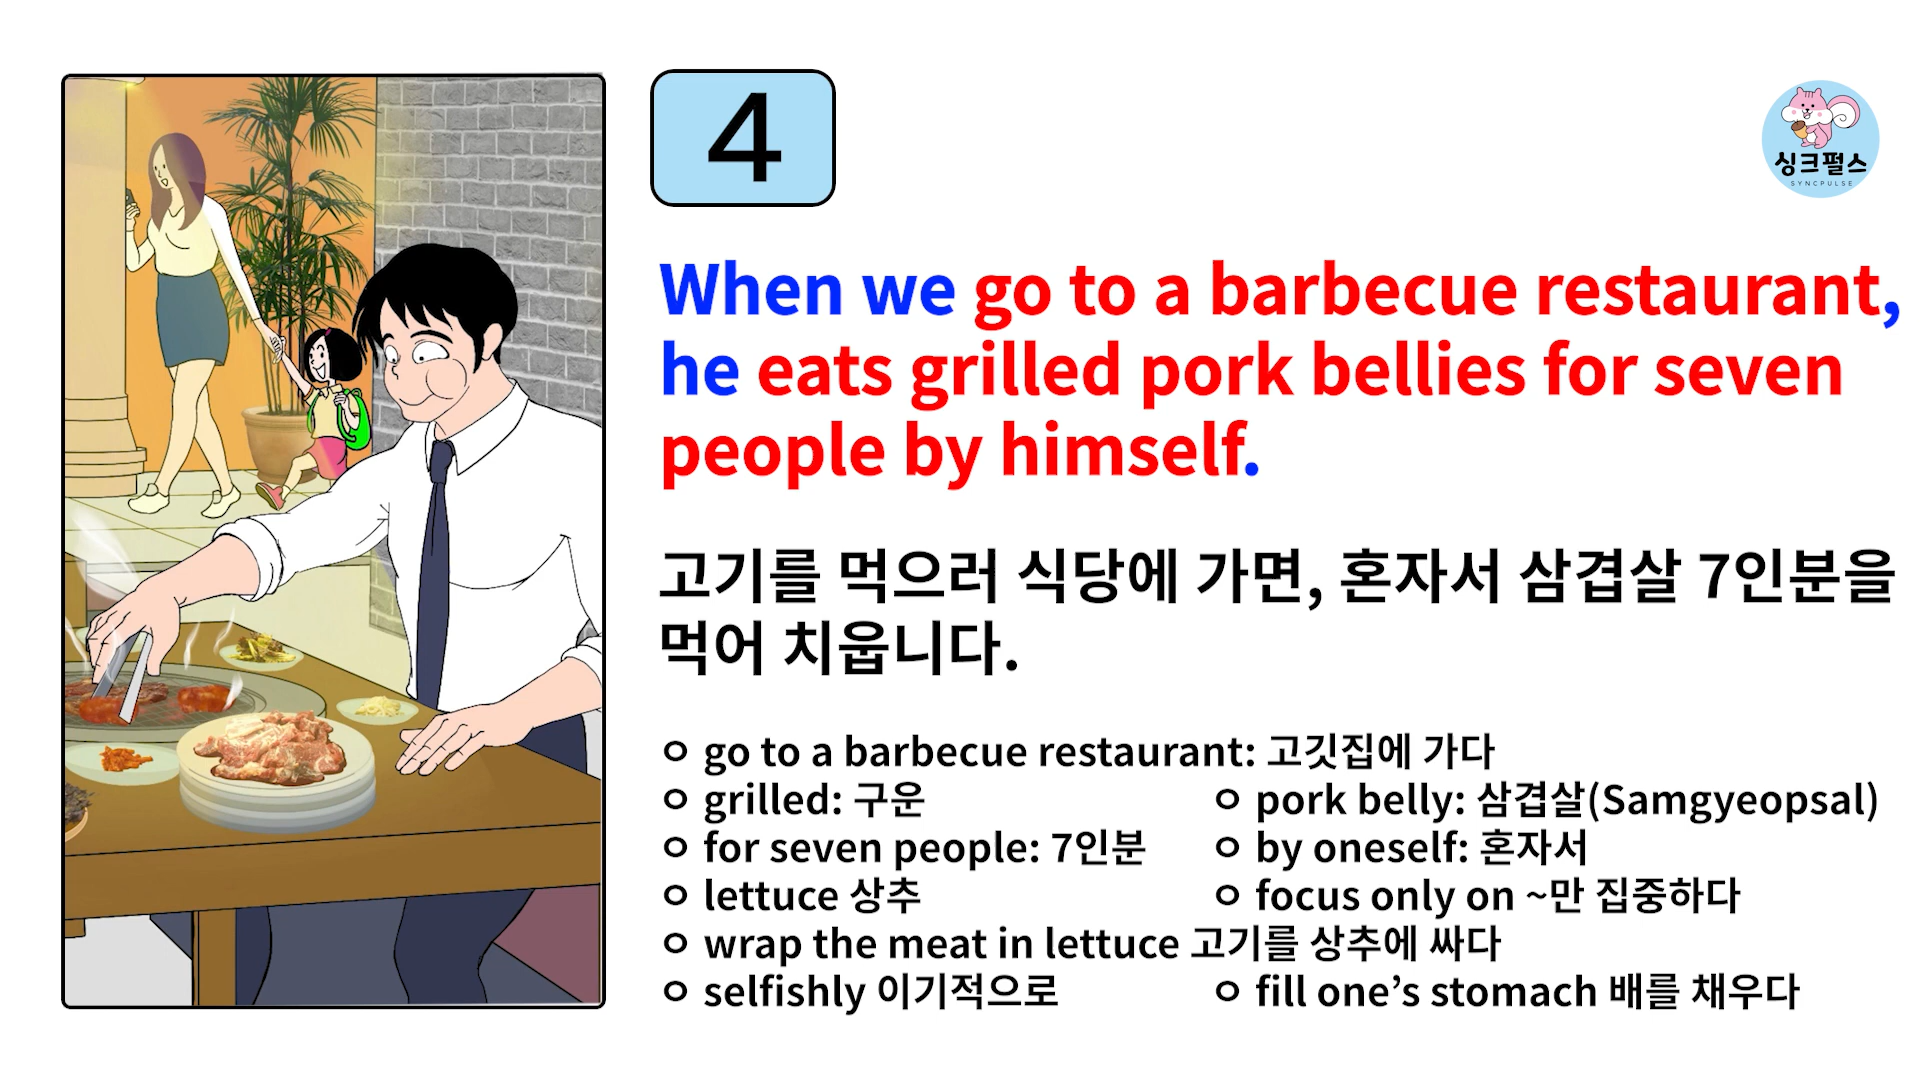 4
싱크펄스
SYNCPULSE
When we go to a barbecue restaurant,
he eats grilled pork bellies for seven
people by himself.
고기를 먹으러 식당에 가면, 혼자서 삼겹살 7인분을
먹어 치웁니다.
ㅇ go to a barbecue restaurant: 고깃집에 가다
ㅇ grilled: 구운 ㅇ pork belly: 삼겹살(Samgyeopsal)
ㅇ for seven people: 7인분 ㅇ by oneself: 혼자서
ㅇ lettuce 상추 ㅇ focus only on ~만 집중하다
ㅇ wrap the meat in lettuce 고기를 상추에 싸다
ㅇ selfishly 이기적으로 ㅇ fill one’s stomach 배를 채우다